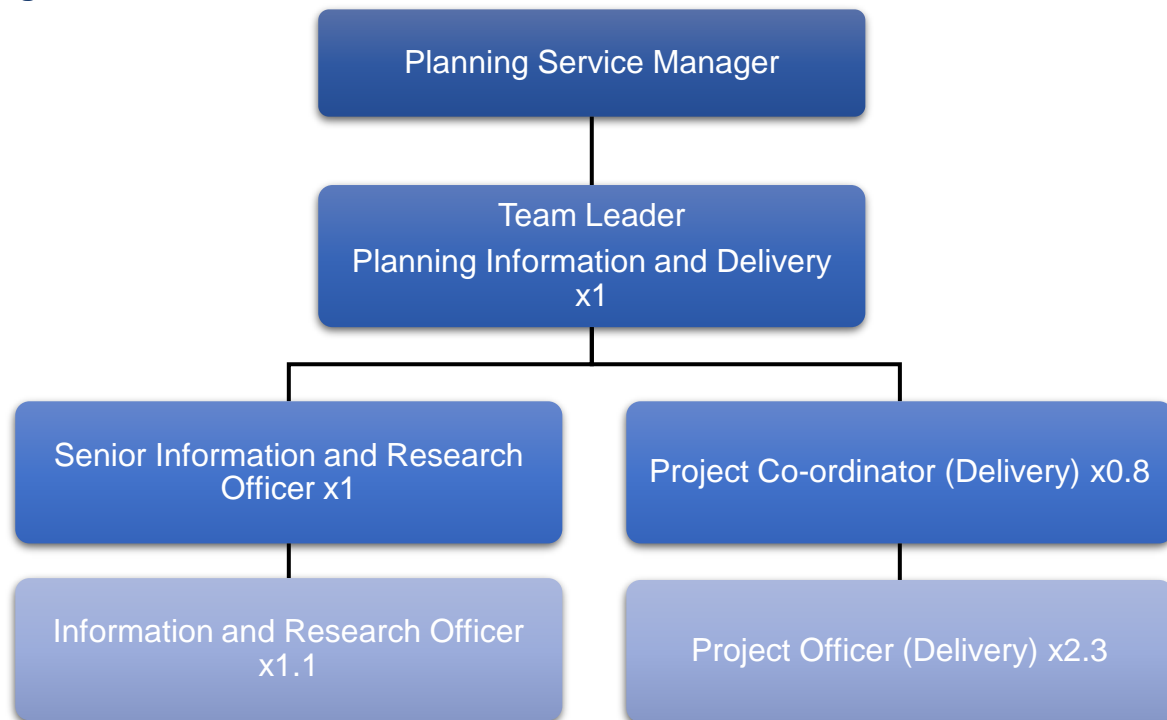 Planning Service Manager
Team Leader
Planning Information and Delivery
x1
Senior Information and Research
Officer x1
Project Co-ordinator (Delivery) x0.8
Information and Research Officer
x1.1
Project Officer (Delivery) x2.3